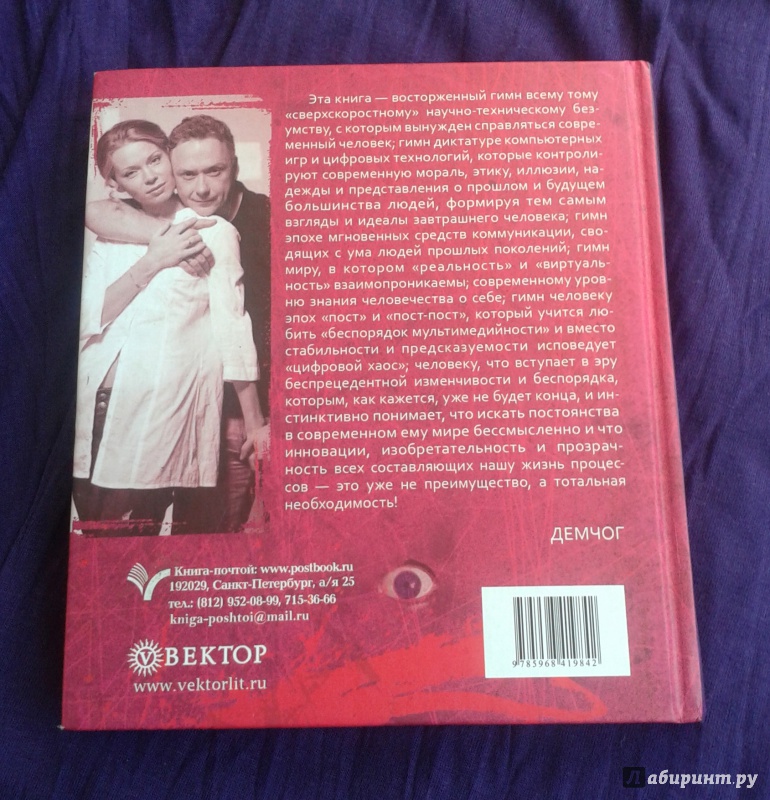 Эта книга — восторженный гимн всему тому
«сверхскоростному» научно-техническому без-
умству, с которым вынужден справляться совре-
менный человек; гимн диктатуре компьютерных
игр и цифровых технологий, которые контроли-
руют современную мораль, этику, иллюзии, на-
дежды и представления о прошлом и будущем
большинства людей, формируя тем самым
взгляды и идеалы завтрашнего человека; гимн
эпохе мгновенных средств коммуникации, сво-
дящих с ума людей прошлых поколений; гимн
миру, в котором «реальность» и «виртуаль-
ность» взаимопроникаемы; современному уров-
ню знания человечества о себе; гимн человеку
эпох «пост» и «пост-пост», который учится лю-
бить «беспорядок мультимедийности» и вместо
стабильности и предсказуемости исповедует
«цифровой хаос»; человеку, что вступает в эру
беспрецедентной изменчивости и беспорядка,
которым, как кажется, уже не будет конца, и ин-
стинктивно понимает, что искать постоянства
в современном ему мире бессмысленно и что
инновации, изобретательность и прозрач-
ность всех составляющих нашу жизнь процес-
сов — это уже не преимущество, а тотальная
необходимость!
ДЕМЧОГ
Книга-почтой: www.postbook.ru
192029, Санкт-Петербург, а/я 25
тел.: (812) 952-08-99, 715-36-66
kniga-poshtoi@mail.ru
V ВЕКТОР
www.vektorlit.ru
9 785968 419842
Лабиринт.ру